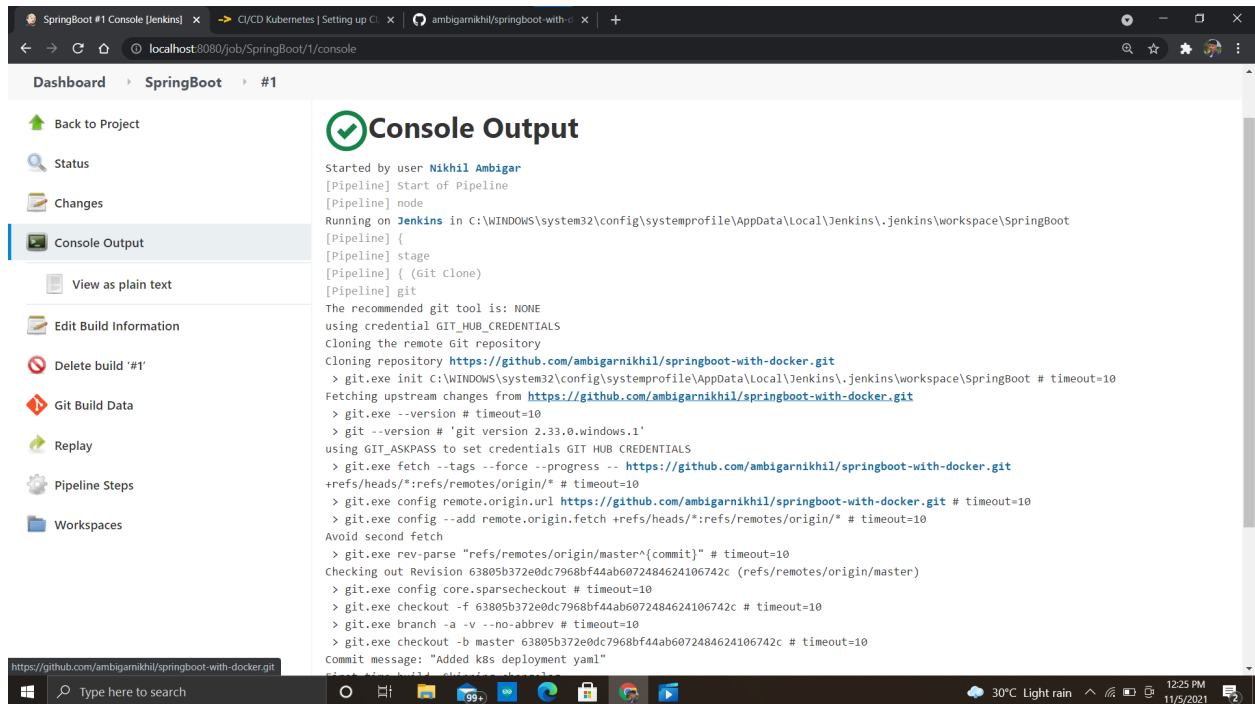 SpringBoot #1 Console [Jenkins]
CI/CD Kubernetes | Setting up CI
ambigarnikhil/springboot-with-d
localhost:8080/job/SpringBoot/1/console
Dashboard SpringBoot #1
Back to Project
Status
Changes
Console Output
View as plain text
Edit Build Information
Delete build ‘#1’
Git Build Data
Replay
Pipeline Steps
Workspaces
Console Output
Started by user Nikhil Ambigar
[Pipeline] Start of Pipeline
[Pipeline] node
Running on Jenkins in C:\WINDOWS\system32\config\systemprofile\AppData\Local\Jenkins\.jenkins\workspace\SpringBoot
[Pipeline] {
[Pipeline] stage
[Pipeline] { (Git Clone)
[Pipeline] git
The recommended git tool is: NONE
using credential GIT_HUB_CREDENTIALS
Cloning the remote Git repository
Cloning repository https://github.com/ambigarnikhil/springboot-with-docker.git
> git.exe init C:\WINDOWS\system32\config\systemprofile\AppData\Local\Jenkins\.jenkins\workspace\SpringBoot # timeout=10
Fetching upstream changes from https://github.com/ambigarnikhil/springboot-with-docker.git
> git.exe --version # timeout=10
> git --version # 'git version 2.33.0.windows.1'
using GIT_ASKPASS to set credentials GIT HUB CREDENTIALS
> git.exe fetch --tags --force --progress -- https://github.com/ambigarnikhil/springboot-with-docker.git
+refs/heads/*:refs/remotes/origin/* # timeout=10
> git.exe config remote.origin.url https://github.com/ambigarnikhil/springboot-with-docker.git # timeout=10
> git.exe config --add remote.origin.fetch +refs/heads/*:refs/remotes/origin/* # timeout=10
Avoid second fetch
> git.exe rev-parse "refs/remotes/origin/master^{commit}" # timeout=10
Checking out Revision 63805b372e0dc7968bf44ab6072484624106742c (refs/remotes/origin/master)
> git.exe config core.sparsecheckout # timeout=10
> git.exe checkout -f 63805b372e0dc7968bf44ab6072484624106742c # timeout=10
> git.exe branch -a -v --no-abbrev # timeout=10
> git.exe checkout -b master 63805b372e0dc7968bf44ab6072484624106742c # timeout=10
Commit message: "Added k8s deployment yaml"
First time build. Skipping changelog.
https://github.com/ambigarnikhil/springboot-with-docker.git
Type here to search
99+
30°C Light rain
12:25 PM
11/5/2021
2